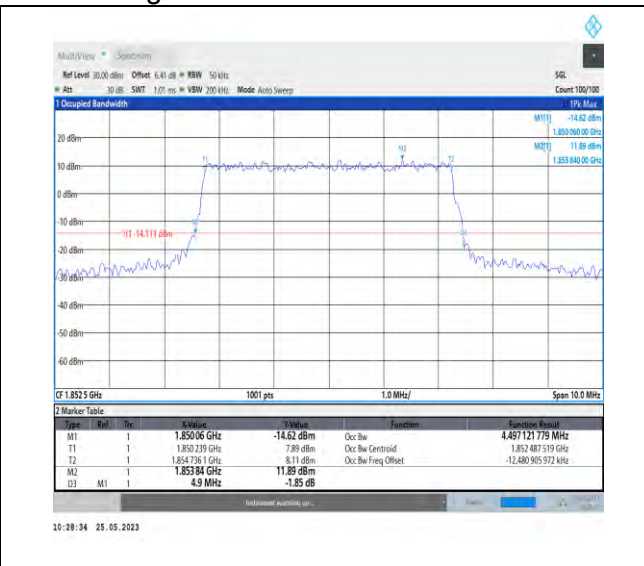 MultiView Spectrum
Ref Level 30.00 dBm Offset 6.41 dB RBW 50 kHz SGL
Att 30 dB SWT 1.01 ms VBW 200 kHz Mode Auto Sweep Count 100/100
1 Occupied Bandwidth 1Pk Max
M1[1] -14.62 dBm
1.850 060 00 GHz
20 dBm
M2[1] 11.89 dBm
1.853 840 00 GHz
T1 M2 T2
10 dBm
0 dBm
-10 dBm
H1 -14.111 dBm
-20 dBm
-30 dBm
-40 dBm
-50 dBm
-60 dBm
CF 1.852 5 GHz 1001 pts 1.0 MHz/ Span 10.0 MHz
2 Marker Table
Type Ref Trc X-Value Y-Value Function Function Result
M1 1 1.850 06 GHz -14.62 dBm Occ Bw 4.497 121 779 MHz
T1 1 1.850 239 GHz 7.89 dBm Occ Bw Centroid 1.852 487 519 GHz
T2 1 1.854 736 1 GHz 8.11 dBm Occ Bw Freq Offset -12.480 905 972 kHz
M2 1 1.853 84 GHz 11.89 dBm
D3 M1 1 4.9 MHz -1.85 dB
Instrument warming up...
10:28:34 25.05.2023